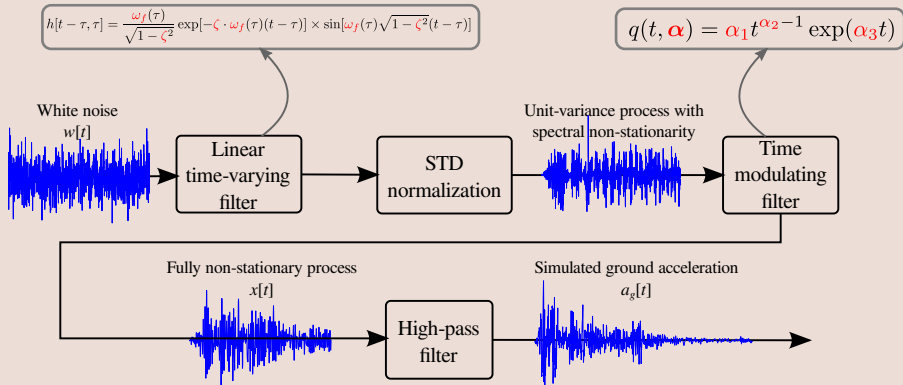 h[t − τ, τ] = ω_f(τ)/√(1 − ζ²) exp[−ζ · ω_f(τ)(t − τ)] × sin[ω_f(τ)√(1 − ζ²)(t − τ)]
q(t, α) = α₁t^(α₂−1) exp(α₃t)
White noise
w[t]
Linear
time-varying
filter
STD
normalization
Unit-variance process with
spectral non-stationarity
Time
modulating
filter
Fully non-stationary process
x[t]
High-pass
filter
Simulated ground acceleration
a_g[t]